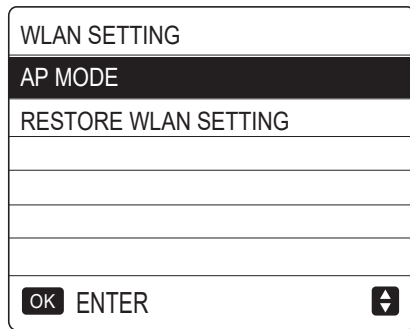 WLAN SETTING
AP MODE
RESTORE WLAN SETTING
OK ENTER